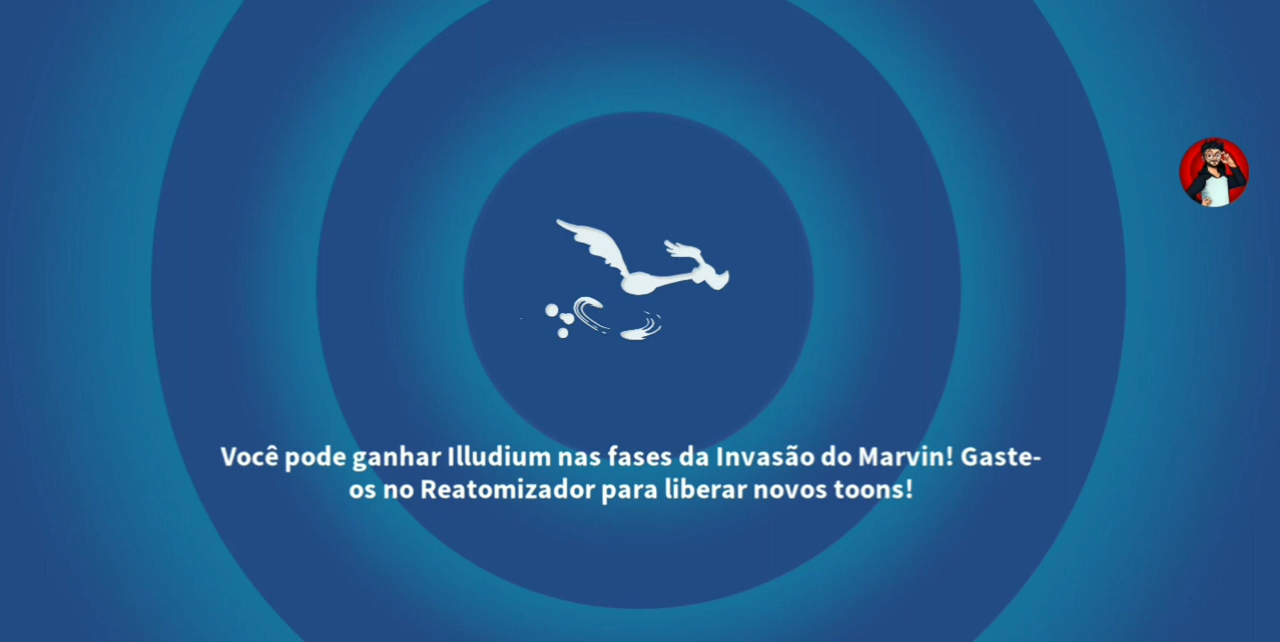 Você pode ganhar Illudium nas fases da Invasão do Marvin! Gaste-
os no Reatomizador para liberar novos toons!